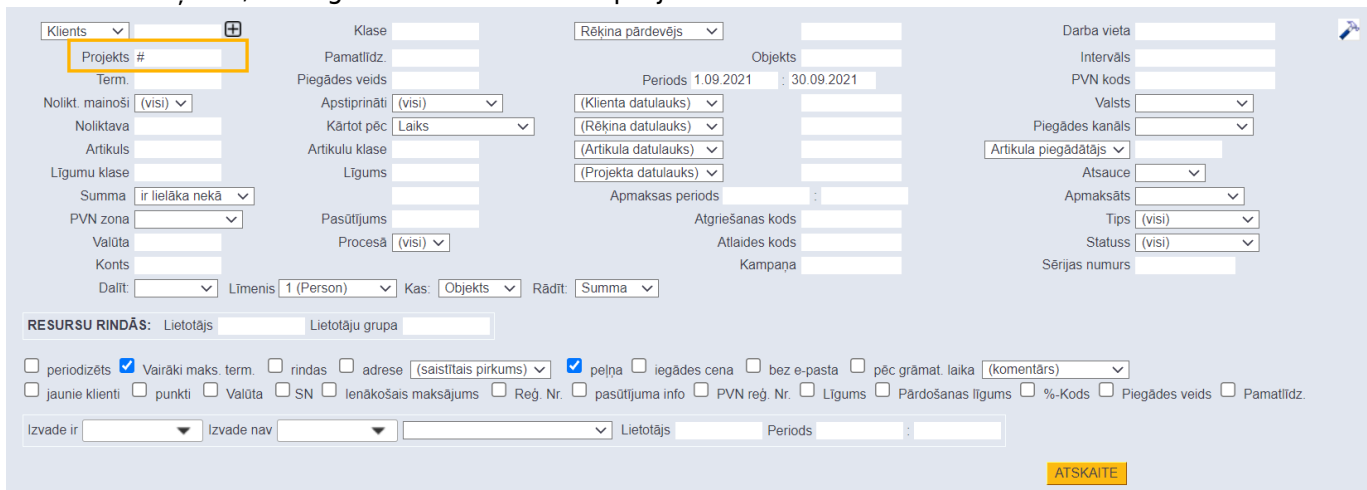 Klients Klase Rēķina pārdevējs Darba vieta
Projekts # Pamatlīdz. Objekts Intervāls
Term. Piegādes veids Periods 1.09.2021 : 30.09.2021 PVN kods
Nolikt. mainoši (visi) Apstiprināti (visi) (Klienta datulauks) Valsts
Noliktava Kārtot pēc Laiks (Rēķina datulauks) Piegādes kanāls
Artikuls Artikulu klase (Artikula datulauks) Artikula piegādātājs
Līgumu klase Līgums (Projekta datulauks) Atsauce
Summa ir lielāka nekā Apmaksas periods : Apmaksāts
PVN zona Pasūtījums Atgriešanas kods Tips (visi)
Valūta Procesā (visi) Atlaides kods Statuss (visi)
Konts Kampaņa Sērijas numurs
Dalīt: Līmenis 1 (Person) Kas: Objekts Rādīt: Summa
RESURSU RINDĀS: Lietotājs Lietotāju grupa
periodizēts Vairāki maks. term. rindas adrese (saistītais pirkums) peļņa iegādes cena bez e-pasta pēc grāmat. laika (komentārs)
jaunie klienti punkti Valūta SN Ienākošais maksājums Reģ. Nr. pasūtījuma info PVN reģ. Nr. Līgums Pārdošanas līgums %-Kods Piegādes veids Pamatlīdz.
Izvade ir Izvade nav Lietotājs Periods :
ATSKAITE